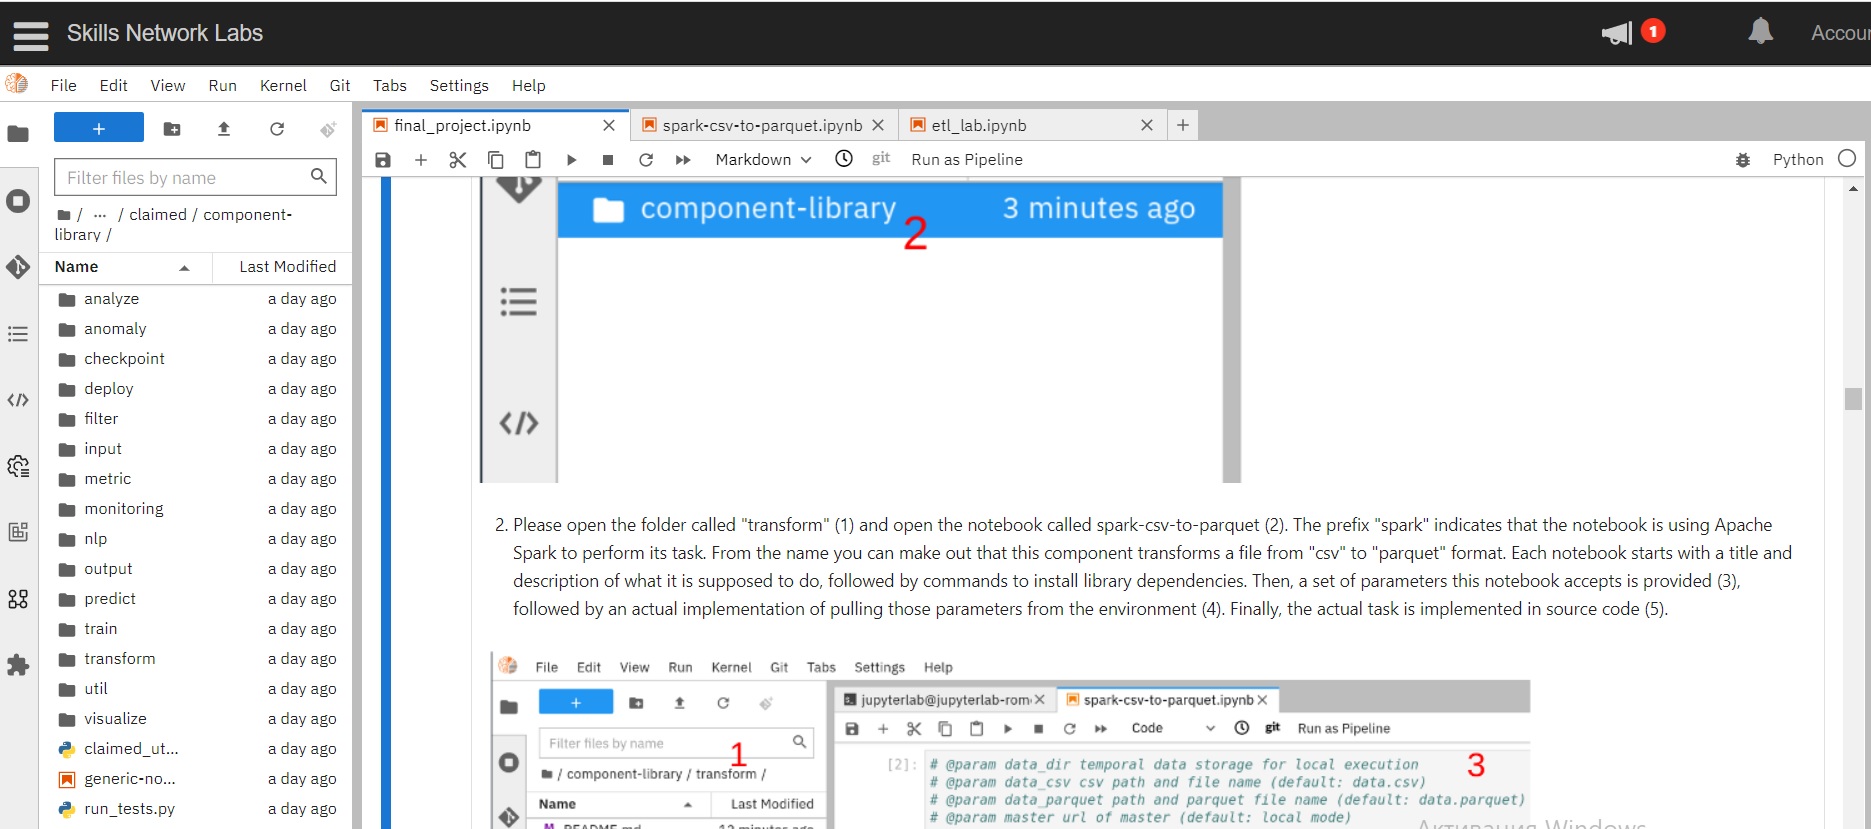 Skills Network Labs
1
Accour
File Edit View Run Kernel Git Tabs Settings Help
+
Filter files by name
/ ··· / claimed / component-
library /
Name Last Modified
analyze a day ago
anomaly a day ago
checkpoint a day ago
deploy a day ago
filter a day ago
input a day ago
metric a day ago
monitoring a day ago
nlp a day ago
output a day ago
predict a day ago
train a day ago
transform a day ago
util a day ago
visualize a day ago
claimed_ut... a day ago
generic-no... a day ago
run_tests.py a day ago
final_project.ipynb
spark-csv-to-parquet.ipynb
etl_lab.ipynb
+
Markdown git Run as Pipeline Python
component-library 3 minutes ago
2
2. Please open the folder called "transform" (1) and open the notebook called spark-csv-to-parquet (2). The prefix "spark" indicates that the notebook is using Apache
Spark to perform its task. From the name you can make out that this component transforms a file from "csv" to "parquet" format. Each notebook starts with a title and
description of what it is supposed to do, followed by commands to install library dependencies. Then, a set of parameters this notebook accepts is provided (3),
followed by an actual implementation of pulling those parameters from the environment (4). Finally, the actual task is implemented in source code (5).
File Edit View Run Kernel Git Tabs Settings Help
+
jupyterlab@jupyterlab-rom
spark-csv-to-parquet.ipynb
Code git Run as Pipeline
Filter files by name
1
/ component-library / transform /
Name Last Modified
README.md 12 minutes ago
[2]: # @param data_dir temporal data storage for local execution
3
# @param data_csv csv path and file name (default: data.csv)
# @param data_parquet path and parquet file name (default: data.parquet)
# @param master url of master (default: local mode)
Активация Windows